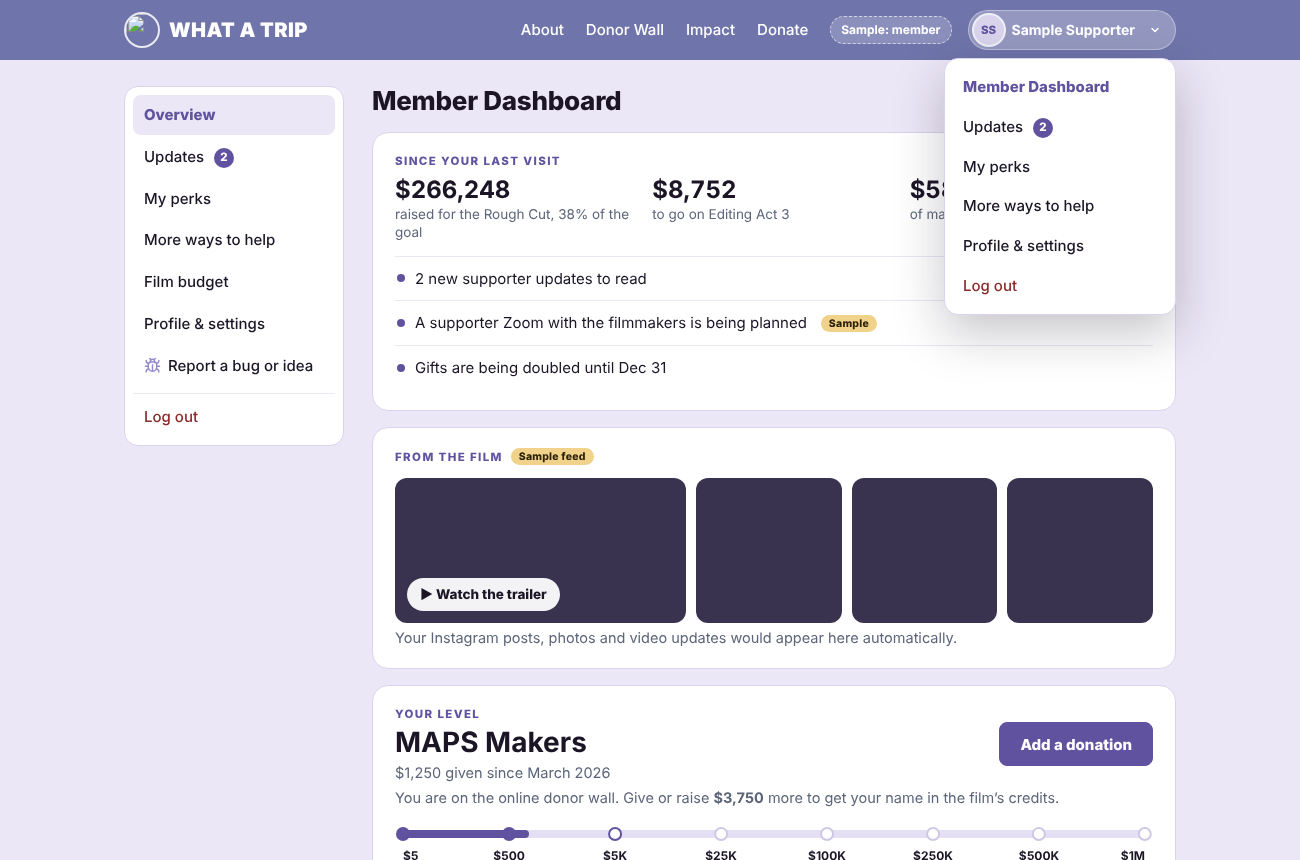 WHAT A TRIP
About
Donor Wall
Impact
Donate
Sample: member
SS
Sample Supporter
Member Dashboard
Updates 2
My perks
More ways to help
Profile & settings
Log out
Overview
Updates 2
My perks
More ways to help
Film budget
Profile & settings
Report a bug or idea
Log out
Member Dashboard
SINCE YOUR LAST VISIT
$266,248
raised for the Rough Cut, 38% of the
goal
$8,752
to go on Editing Act 3
2 new supporter updates to read
A supporter Zoom with the filmmakers is being planned Sample
Gifts are being doubled until Dec 31
FROM THE FILM Sample feed
▶ Watch the trailer
Your Instagram posts, photos and video updates would appear here automatically.
YOUR LEVEL
MAPS Makers
$1,250 given since March 2026
Add a donation
You are on the online donor wall. Give or raise $3,750 more to get your name in the film’s credits.
$5 $500 $5K $25K $100K $250K $500K $1M